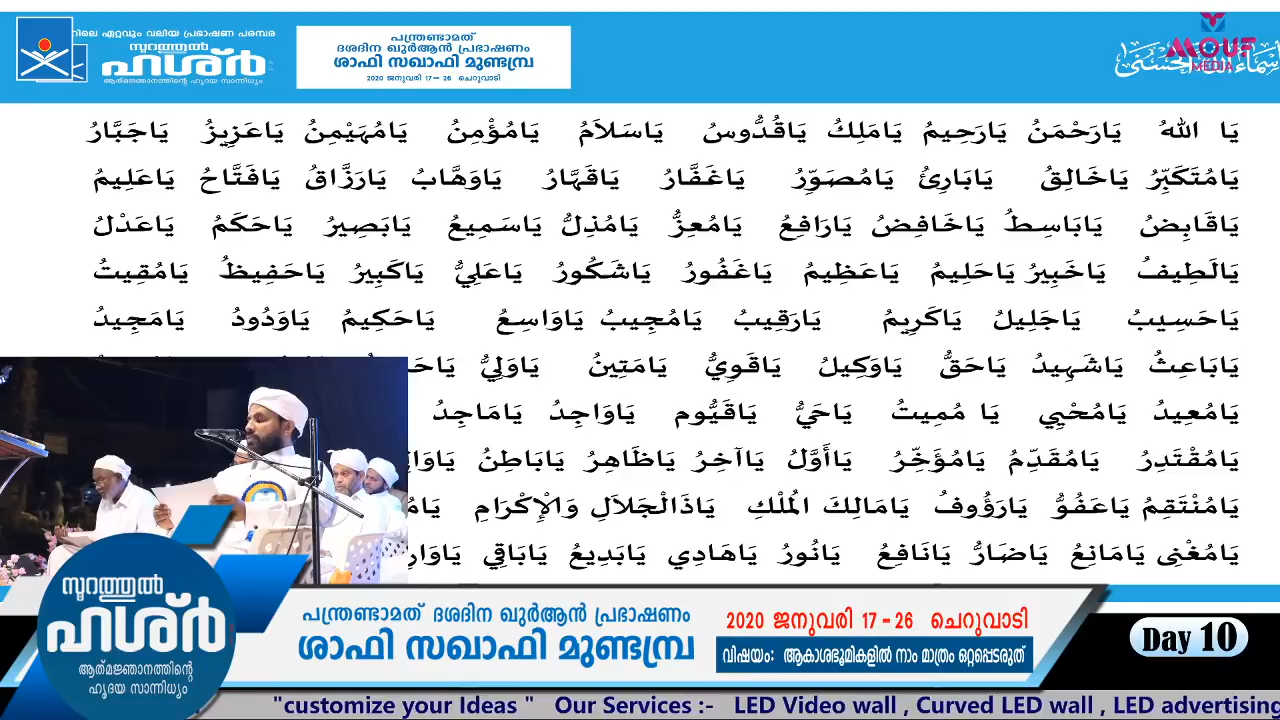 സൂറത്തുൽ
ഹശ്ർ
ആത്മജ്ഞാനത്തിന്റെ ഹൃദയ സാന്നിധ്യം
പന്ത്രണ്ടാമത്
ദശദിന ഖുർആൻ പ്രഭാഷണം
ശാഫി സഖാഫി മുണ്ടമ്പ്ര
2020 ജനുവരി 17 - 26 ചെറുവാടി
MOUT
MEDIA
يَا اللهُ يَارَحْمَنُ يَارَحِيمُ يَامَلِكُ يَاقُدُّوسُ يَاسَلاَمُ يَامُؤْمِنُ يَامُهَيْمِنُ يَاعَزِيزُ يَاجَبَّارُ
يَامُتَكَبِّرُ يَاخَالِقُ يَابَارِئُ يَامُصَوِّرُ يَاغَفَّارُ يَاقَهَّارُ يَاوَهَّابُ يَارَزَّاقُ يَافَتَّاحُ يَاعَلِيمُ
يَاقَابِضُ يَابَاسِطُ يَاخَافِضُ يَارَافِعُ يَامُعِزُّ يَامُذِلُّ يَاسَمِيعُ يَابَصِيرُ يَاحَكَمُ يَاعَدْلُ
يَالَطِيفُ يَاخَبِيرُ يَاحَلِيمُ يَاعَظِيمُ يَاغَفُورُ يَاشَكُورُ يَاعَلِيُّ يَاكَبِيرُ يَاحَفِيظُ يَامُقِيتُ
يَاحَسِيبُ يَاجَلِيلُ يَاكَرِيمُ يَارَقِيبُ يَامُجِيبُ يَاوَاسِعُ يَاحَكِيمُ يَاوَدُودُ يَامَجِيدُ
يَابَاعِثُ يَاشَهِيدُ يَاحَقُّ يَاوَكِيلُ يَاقَوِيُّ يَامَتِينُ يَاوَلِيُّ
يَامُعِيدُ يَامُحْيِي يَا مُمِيتُ يَاحَيُّ يَاقَيُّوم يَاوَاجِدُ يَامَاجِدُ
يَامُقْتَدِرُ يَامُقَدِّمُ يَامُؤَخِّرُ يَاأَوَّلُ يَاآخِرُ يَاظَاهِرُ يَابَاطِنُ
يَامُنْتَقِمُ يَاعَفُوُّ يَارَؤُوفُ يَامَالِكَ الْمُلْكِ يَاذَالْجَلاَلِ وَالْإِكْرَامِ
يَامُغْنِى يَامَانِعُ يَاضَارُّ يَانَافِعُ يَانُورُ يَاهَادِي يَابَدِيعُ يَابَاقِي
സൂറത്തുൽ
ഹശ്ർ
ആത്മജ്ഞാനത്തിന്റെ
ഹൃദയ സാന്നിധ്യം
പന്ത്രണ്ടാമത് ദശദിന ഖുർആൻ പ്രഭാഷണം
ശാഫി സഖാഫി മുണ്ടമ്പ്ര
2020 ജനുവരി 17 - 26 ചെറുവാടി
വിഷയം: ആകാശഭൂമികളിൽ നാം മാത്രം ഒറ്റപ്പെടരുത്
Day 10
"customize your Ideas " Our Services :- LED Video wall , Curved LED wall , LED advertising